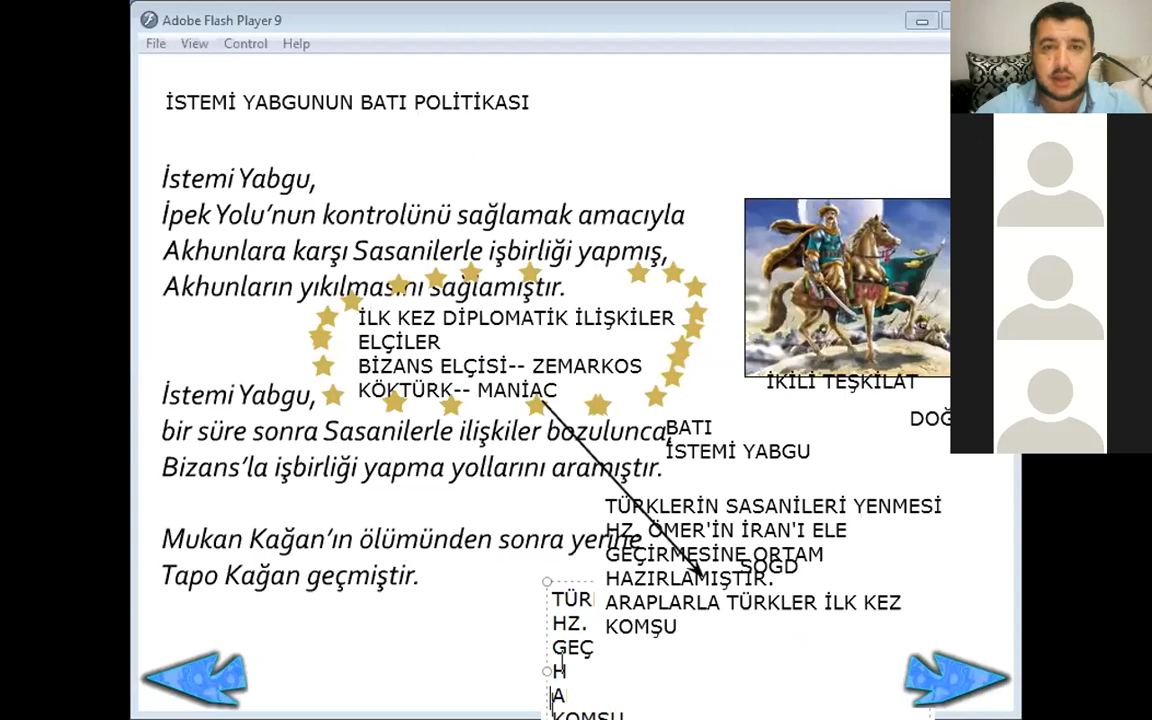 Adobe Flash Player 9
File View Control Help
İSTEMİ YABGUNUN BATI POLİTİKASI
İstemi Yabgu,
İpek Yolu'nun kontrolünü sağlamak amacıyla
Akhunlara karşı Sasanilerle işbirliği yapmış,
Akhunların yıkılmasını sağlamıştır.
İLK KEZ DİPLOMATİK İLİŞKİLER
ELÇİLER
BİZANS ELÇİSİ-- ZEMARKOS
KÖKTÜRK-- MANİAC
İKİLİ TEŞKİLAT
DOĞ
BATI
İSTEMİ YABGU
İstemi Yabgu,
bir süre sonra Sasanilerle ilişkiler bozulunca,
Bizans'la işbirliği yapma yollarını aramıştır.
Mukan Kağan'ın ölümünden sonra yerine
Tapo Kağan geçmiştir.
TÜRKLERİN SASANİLERİ YENMESİ
HZ. ÖMER'İN İRAN'I ELE
GEÇİRMESİNE ORTAM
SOGD
HAZIRLAMIŞTIR.
ARAPLARLA TÜRKLER İLK KEZ
KOMŞU
TÜR
HZ.
GEÇ
H
A
KOMŞU